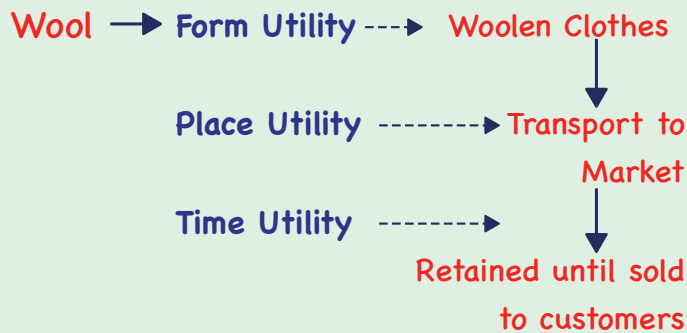 Wool Form Utility Woolen Clothes
Place Utility Transport to
Market
Time Utility
Retained until sold
to customers